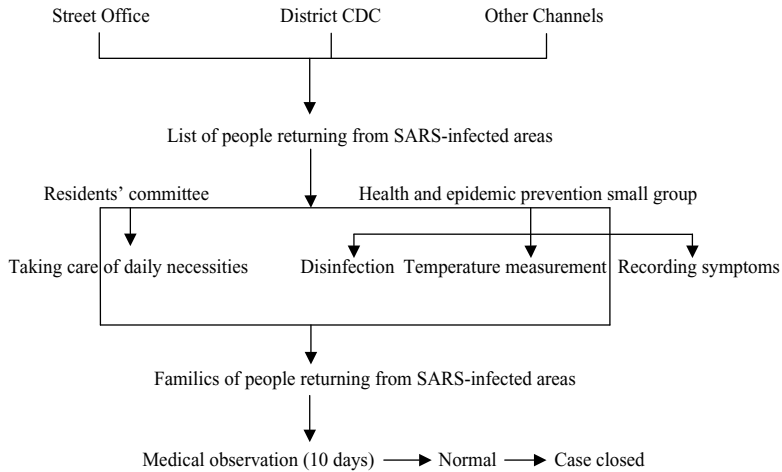 Street Office District CDC Other Channels
List of people returning from SARS-infected areas
Residents' committee Health and epidemic prevention small group
Taking care of daily necessities Disinfection Temperature measurement Recording symptoms
Familics of people returning from SARS-infected areas
Medical observation (10 days) Normal Case closed